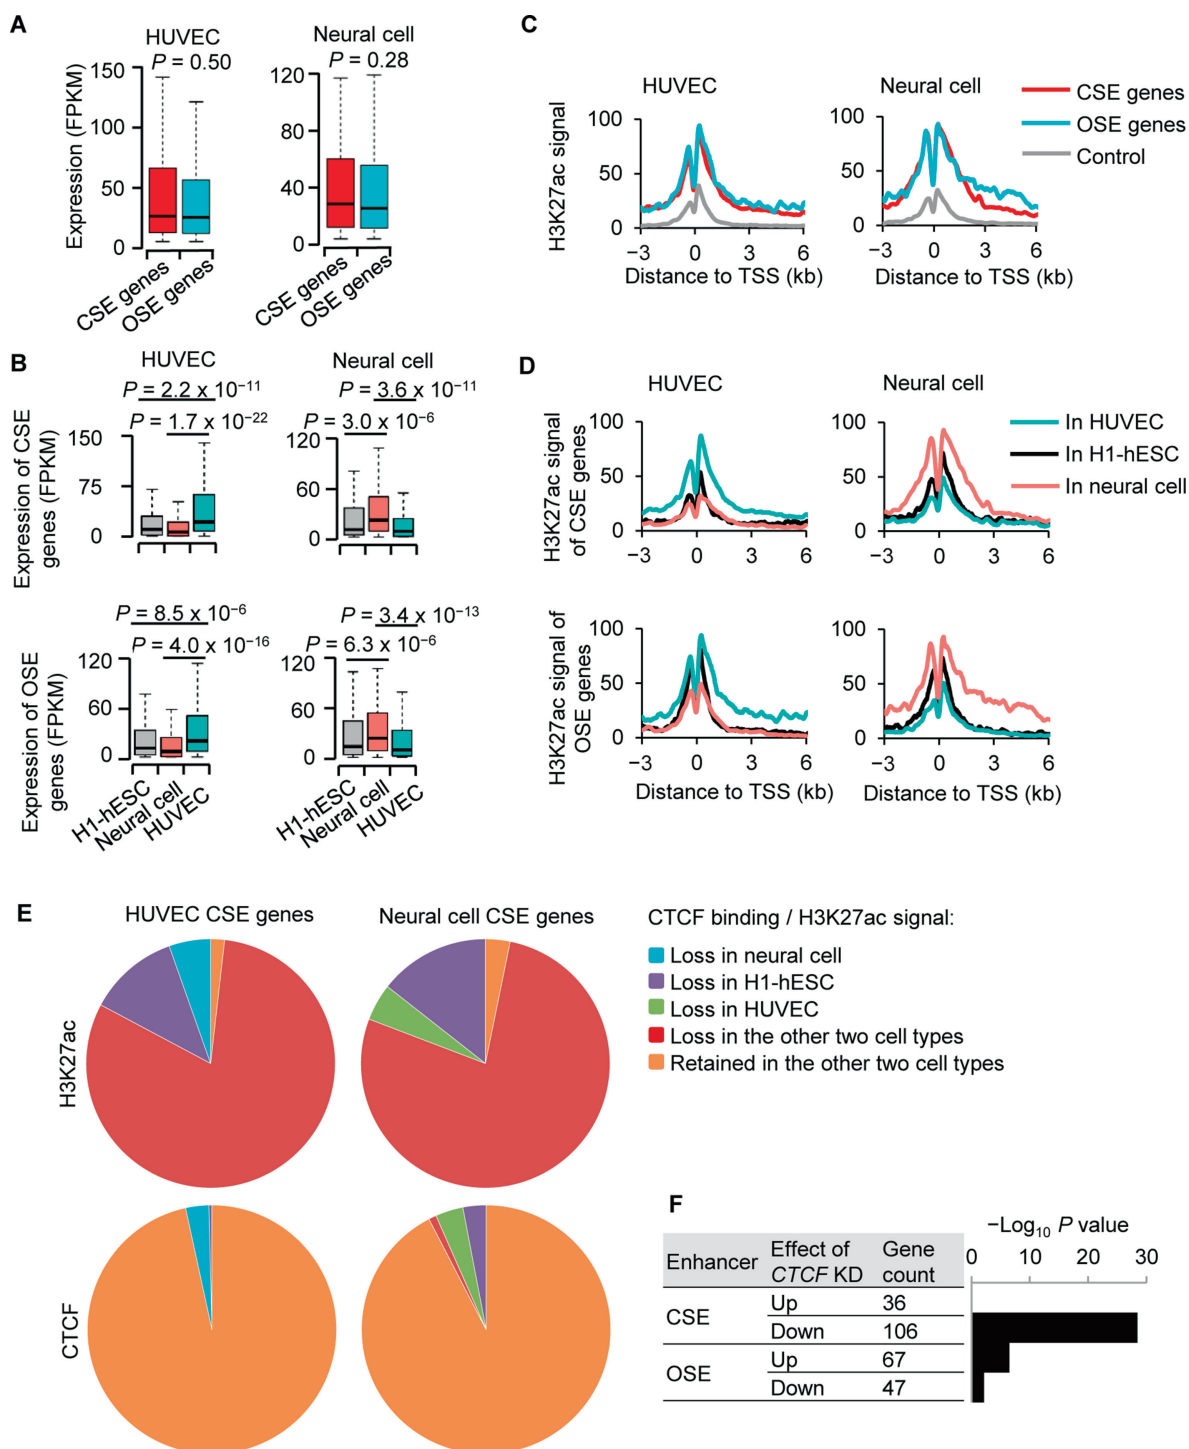 A
HUVEC
P = 0.50
Neural cell
P = 0.28
Expression (FPKM)
150
100
50
0
120
80
40
0
CSE genes
OSE genes
CSE genes
OSE genes
C
HUVEC
Neural cell
CSE genes
OSE genes
Control
H3K27ac signal
100
50
0
−3 0 3 6
100
50
0
−3 0 3 6
Distance to TSS (kb)
Distance to TSS (kb)
B
HUVEC
Neural cell
P = 2.2 x 10⁻¹¹
P = 1.7 x 10⁻²²
P = 3.6 x 10⁻¹¹
P = 3.0 x 10⁻⁶
Expression of CSE
genes (FPKM)
150
75
0
120
60
0
P = 8.5 x 10⁻⁶
P = 4.0 x 10⁻¹⁶
P = 3.4 x 10⁻¹³
P = 6.3 x 10⁻⁶
Expression of OSE
genes (FPKM)
120
60
0
120
60
0
H1-hESC
Neural cell
HUVEC
H1-hESC
Neural cell
HUVEC
D
HUVEC
Neural cell
In HUVEC
In H1-hESC
In neural cell
H3K27ac signal
of CSE genes
100
50
0
−3 0 3 6
100
50
0
−3 0 3 6
H3K27ac signal of
OSE genes
100
50
0
−3 0 3 6
100
50
0
−3 0 3 6
Distance to TSS (kb)
Distance to TSS (kb)
E
HUVEC CSE genes
Neural cell CSE genes
H3K27ac
CTCF
CTCF binding / H3K27ac signal:
Loss in neural cell
Loss in H1-hESC
Loss in HUVEC
Loss in the other two cell types
Retained in the other two cell types
F
−Log₁₀ P value
0 10 20 30
Enhancer Effect of CTCF KD Gene count
CSE Up 36
Down 106
OSE Up 67
Down 47